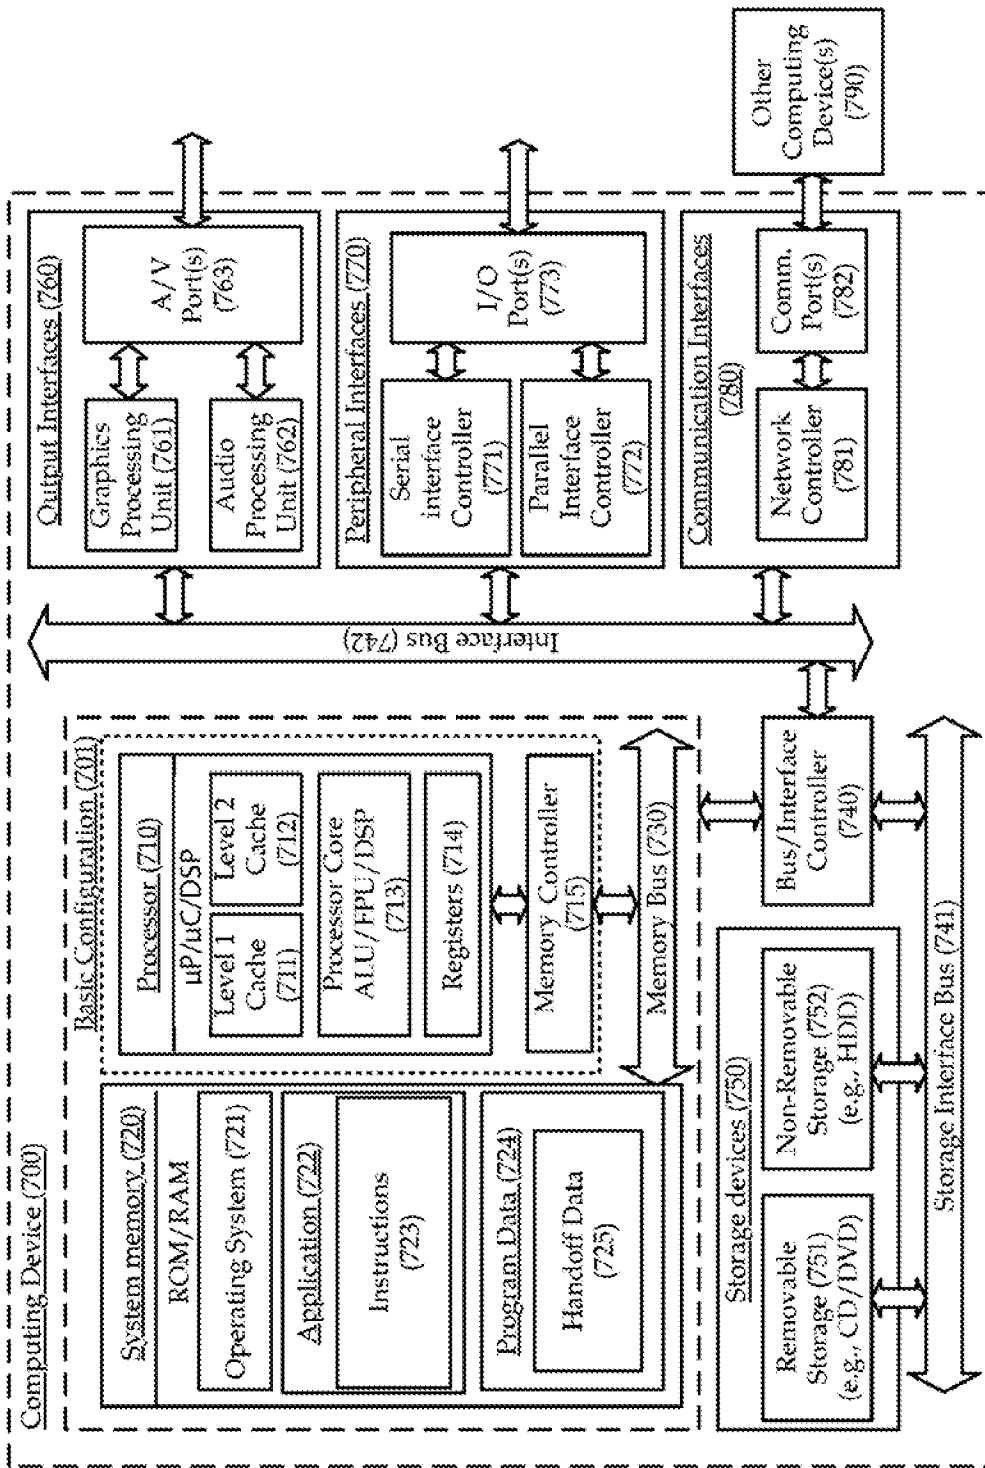 Computing Device (700)
Basic Configuration (701)
System memory (720)
ROM/RAM
Operating System (721)
Application (722)
Instructions
(723)
Program Data (724)
Handoff Data
(725)
Processor (710)
µP/µC/DSP
Level 1
Cache
(711)
Level 2
Cache
(712)
Processor Core
ALU/FPU/DSP
(713)
Registers (714)
Memory Controller
(715)
Memory Bus (730)
Storage devices (750)
Removable
Storage (751)
(e.g., CD/DVD)
Non-Removable
Storage (752)
(e.g., HDD)
Bus/Interface
Controller
(740)
Storage Interface Bus (741)
Interface Bus (742)
Output Interfaces (760)
Graphics
Processing
Unit (761)
Audio
Processing
Unit (762)
A/V
Port(s)
(763)
Peripheral Interfaces (770)
Serial
interface
Controller
(771)
Parallel
Interface
Controller
(772)
I/O
Port(s)
(773)
Communication Interfaces
(780)
Network
Controller
(781)
Comm.
Port(s)
(782)
Other
Computing
Device(s)
(790)